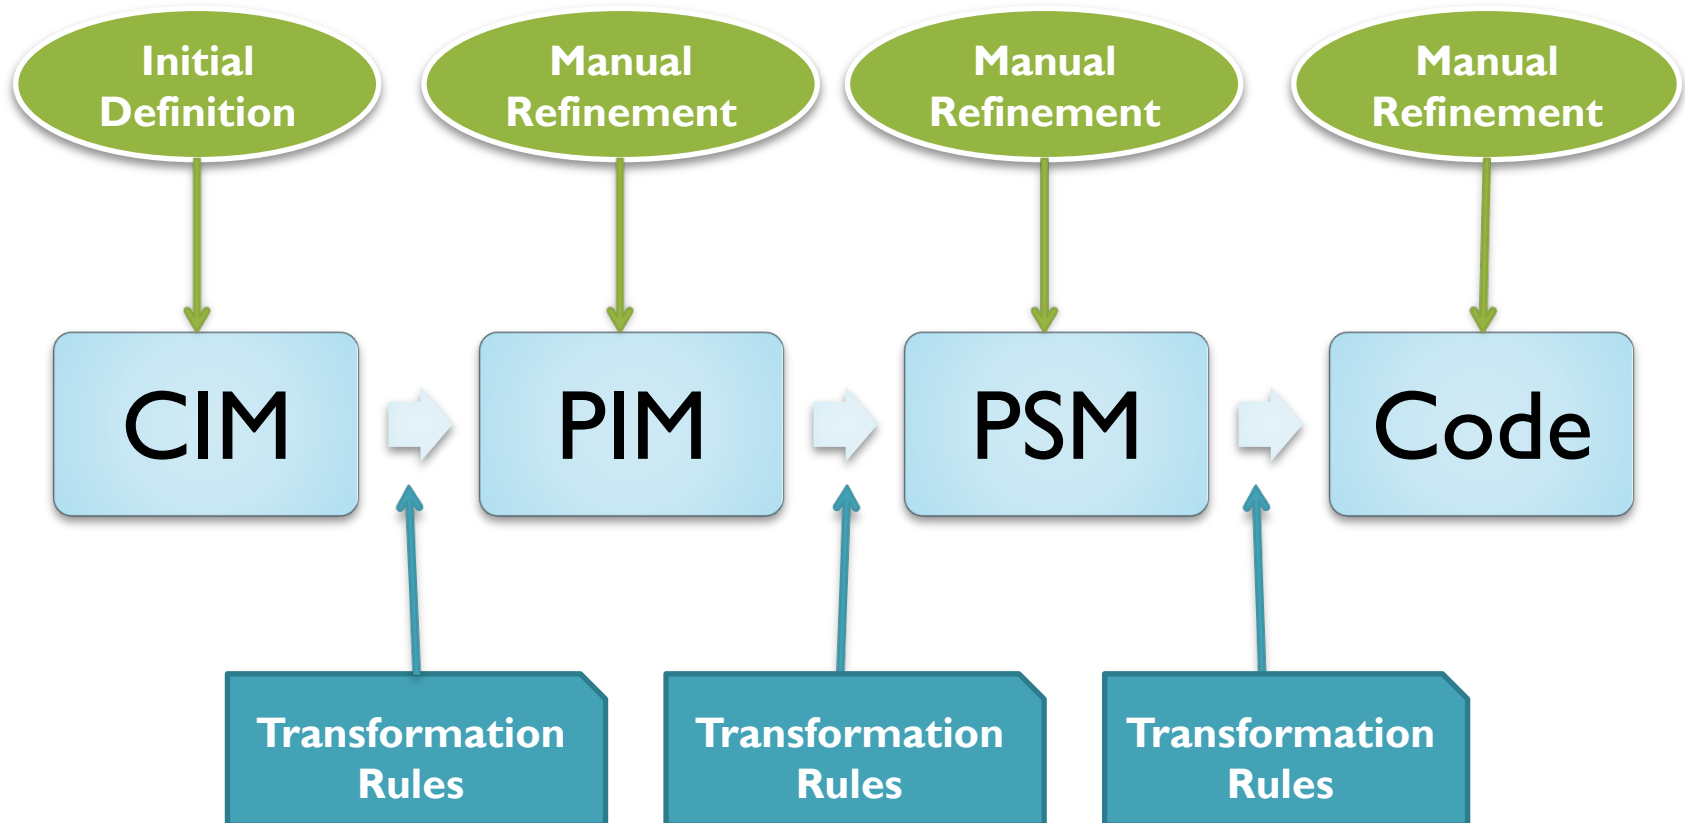 Initial
Definition
Manual
Refinement
Manual
Refinement
Manual
Refinement
CIM
PIM
PSM
Code
Transformation
Rules
Transformation
Rules
Transformation
Rules